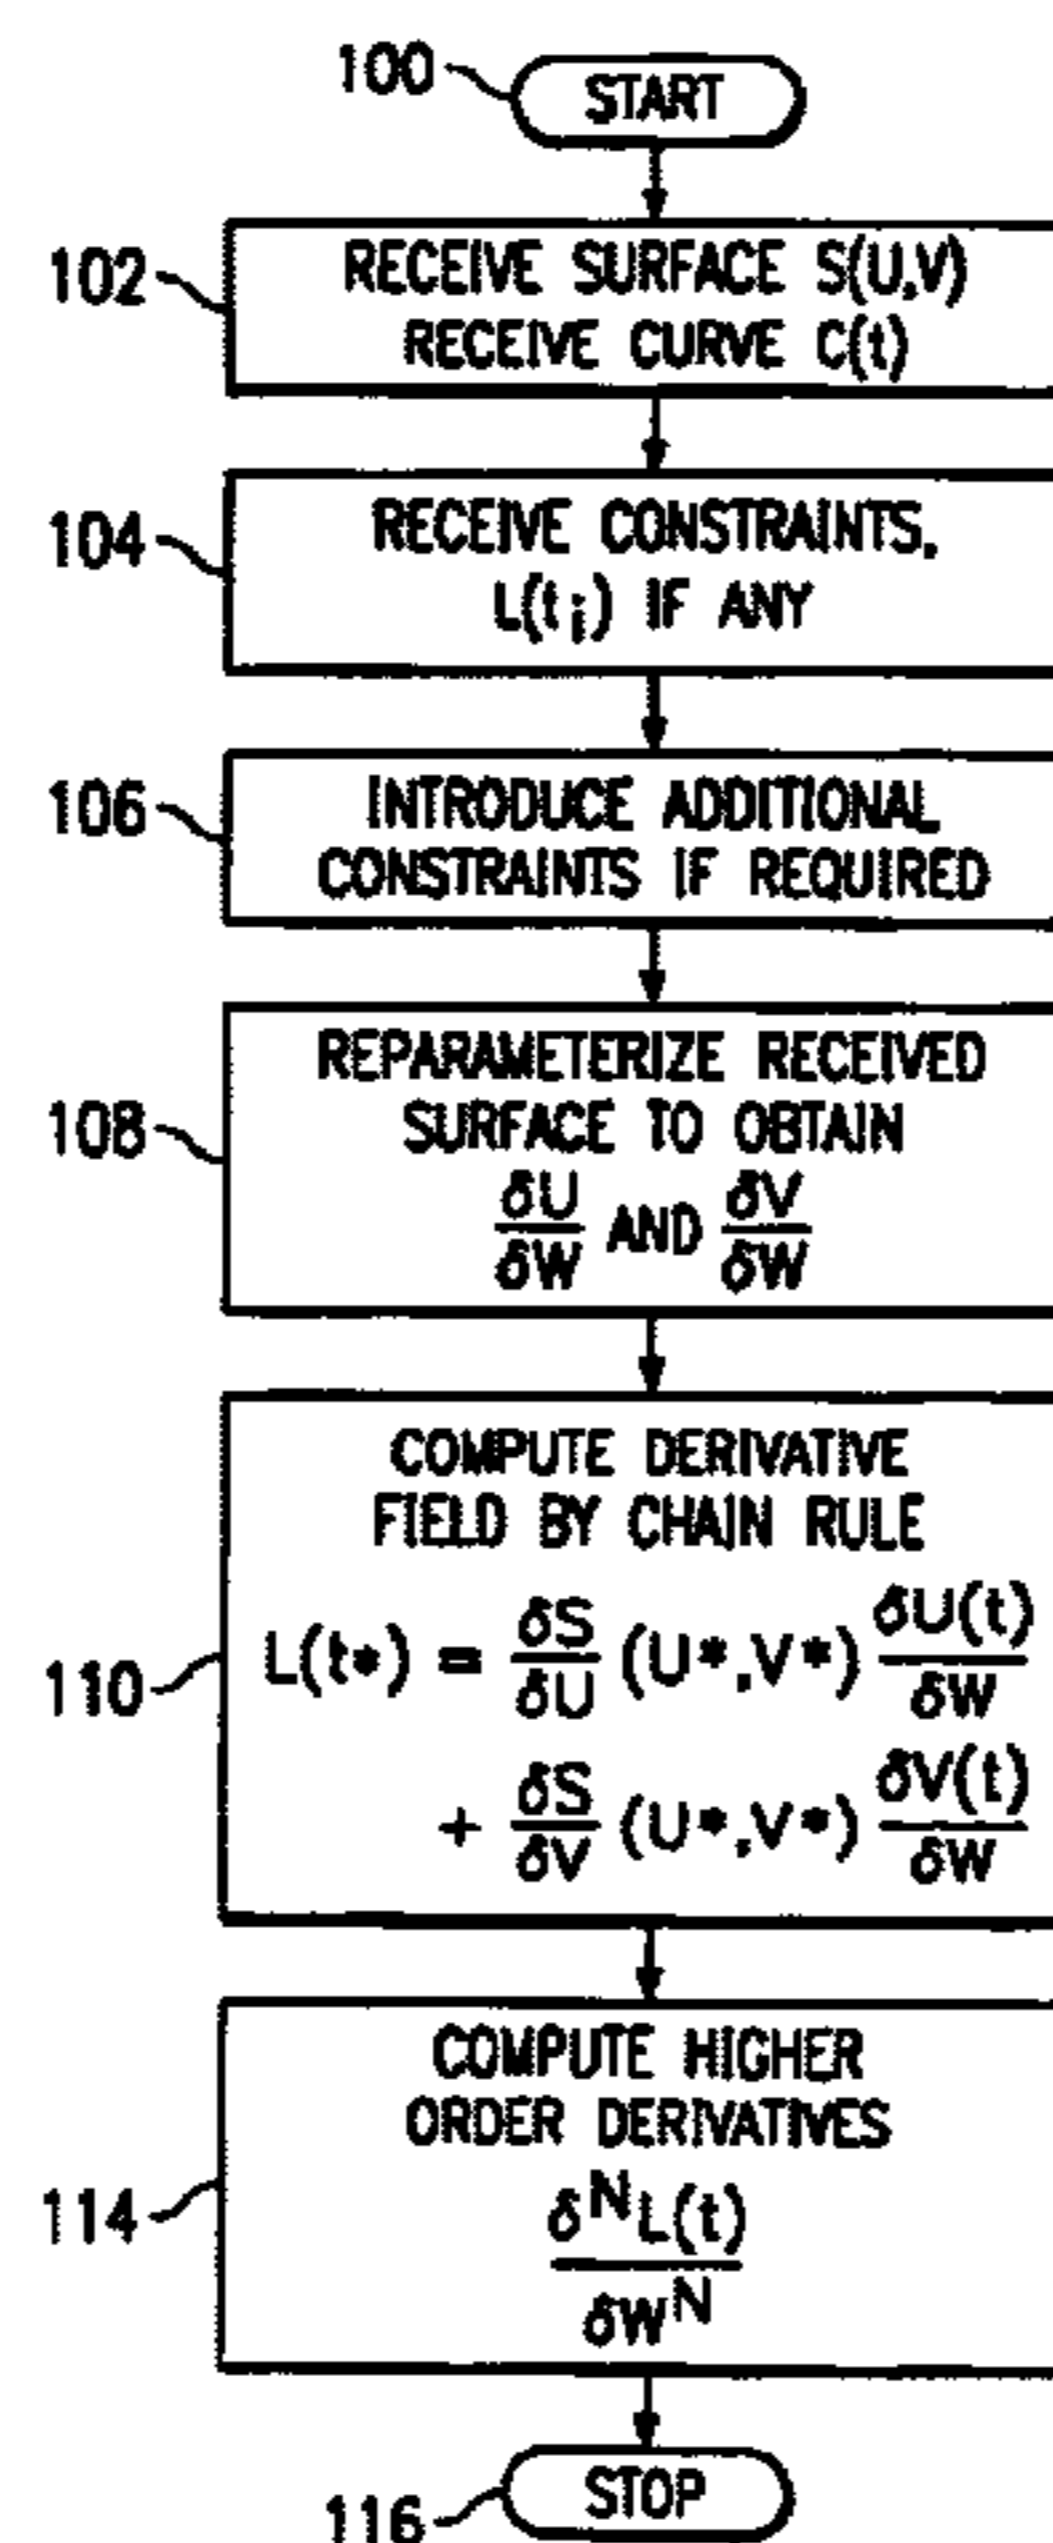 100
START
102
RECEIVE SURFACE S(U,V)
RECEIVE CURVE C(t)
104
RECEIVE CONSTRAINTS,
L(tᵢ) IF ANY
106
INTRODUCE ADDITIONAL
CONSTRAINTS IF REQUIRED
108
REPARAMETERIZE RECEIVED
SURFACE TO OBTAIN
δU/δW AND δV/δW
110
COMPUTE DERIVATIVE
FIELD BY CHAIN RULE
L(t*) = δS/δU (U*,V*) δU(t)/δW
+ δS/δV (U*,V*) δV(t)/δW
114
COMPUTE HIGHER
ORDER DERIVATIVES
δᴺL(t)/δWᴺ
116
STOP